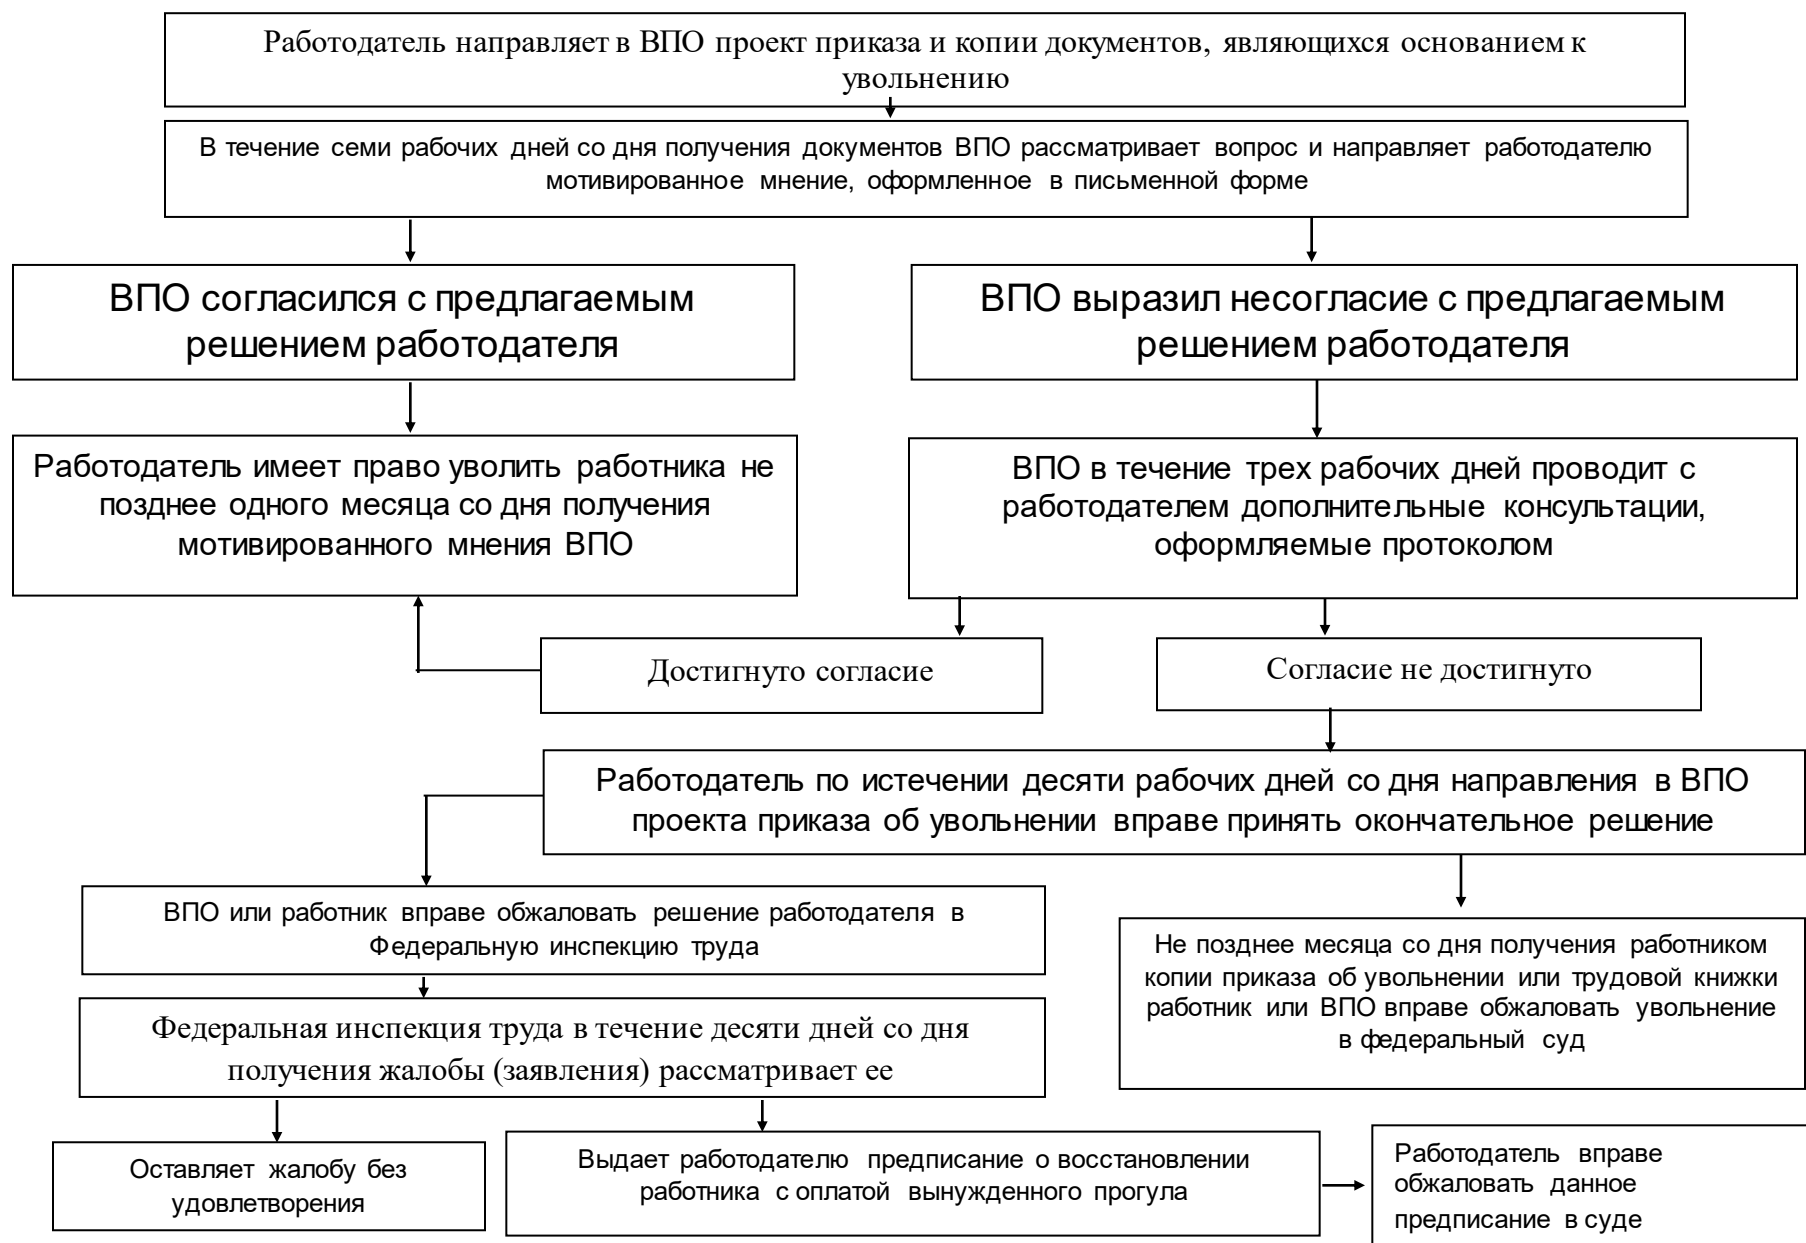 Работодатель направляет в ВПО проект приказа и копии документов, являющихся основанием к
увольнению
В течение семи рабочих дней со дня получения документов ВПО рассматривает вопрос и направляет работодателю
мотивированное мнение, оформленное в письменной форме
ВПО согласился с предлагаемым
решением работодателя
ВПО выразил несогласие с предлагаемым
решением работодателя
Работодатель имеет право уволить работника не
позднее одного месяца со дня получения
мотивированного мнения ВПО
ВПО в течение трех рабочих дней проводит с
работодателем дополнительные консультации,
оформляемые протоколом
Достигнуто согласие
Согласие не достигнуто
Работодатель по истечении десяти рабочих дней со дня направления в ВПО
проекта приказа об увольнении вправе принять окончательное решение
ВПО или работник вправе обжаловать решение работодателя в
Федеральную инспекцию труда
Не позднее месяца со дня получения работником
копии приказа об увольнении или трудовой книжки
работник или ВПО вправе обжаловать увольнение
в федеральный суд
Федеральная инспекция труда в течение десяти дней со дня
получения жалобы (заявления) рассматривает ее
Оставляет жалобу без
удовлетворения
Выдает работодателю предписание о восстановлении
работника с оплатой вынужденного прогула
Работодатель вправе
обжаловать данное
предписание в суде